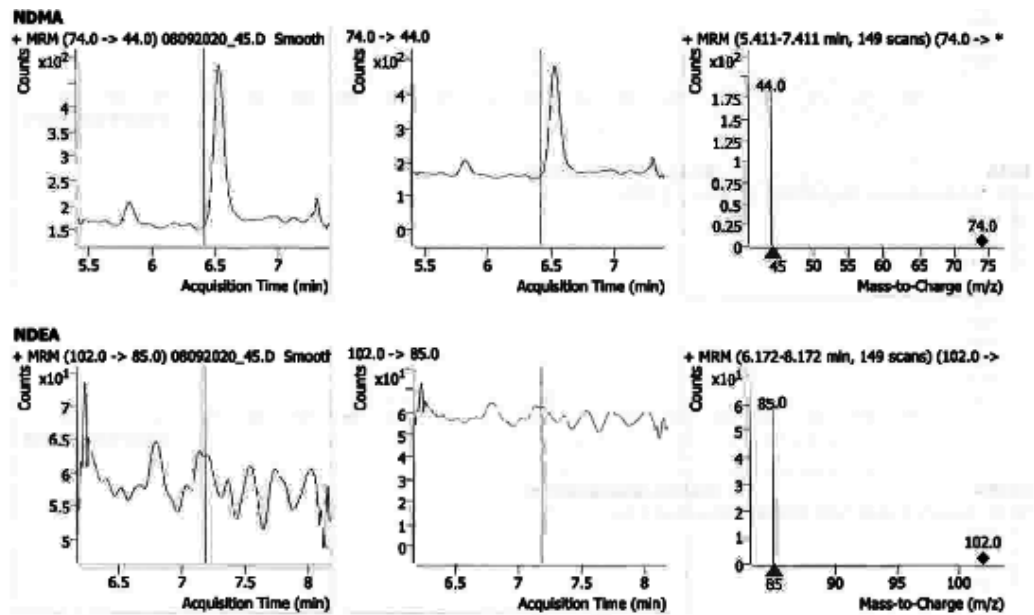 NDMA
+ MRM (74.0 -> 44.0) 08092020_45.D Smooth
Counts
x10 2
4
3.5
3
2.5
2
1.5
5.5 6 6.5 7
Acquisition Time (min)
74.0 -> 44.0
Counts
x10 2
4
3
2
1
0
5.5 6 6.5 7
Acquisition Time (min)
+ MRM (5.411-7.411 min, 149 scans) (74.0 -> *
Counts
x10 2
44.0
1.75
1.5
1.25
1
0.75
0.5
0.25
0
74.0
45 50 55 60 65 70 75
Mass-to-Charge (m/z)
NDEA
+ MRM (102.0 -> 85.0) 08092020_45.D Smooth
Counts
x10 1
7
6.5
6
5.5
5
6.5 7 7.5 8
Acquisition Time (min)
102.0 -> 85.0
Counts
x10 1
6
5
4
3
2
1
0
6.5 7 7.5 8
Acquisition Time (min)
+ MRM (6.172-8.172 min, 149 scans) (102.0 ->
Counts
x10 1
85.0
6
5
4
3
2
1
0
102.0
85 90 95 100
Mass-to-Charge (m/z)